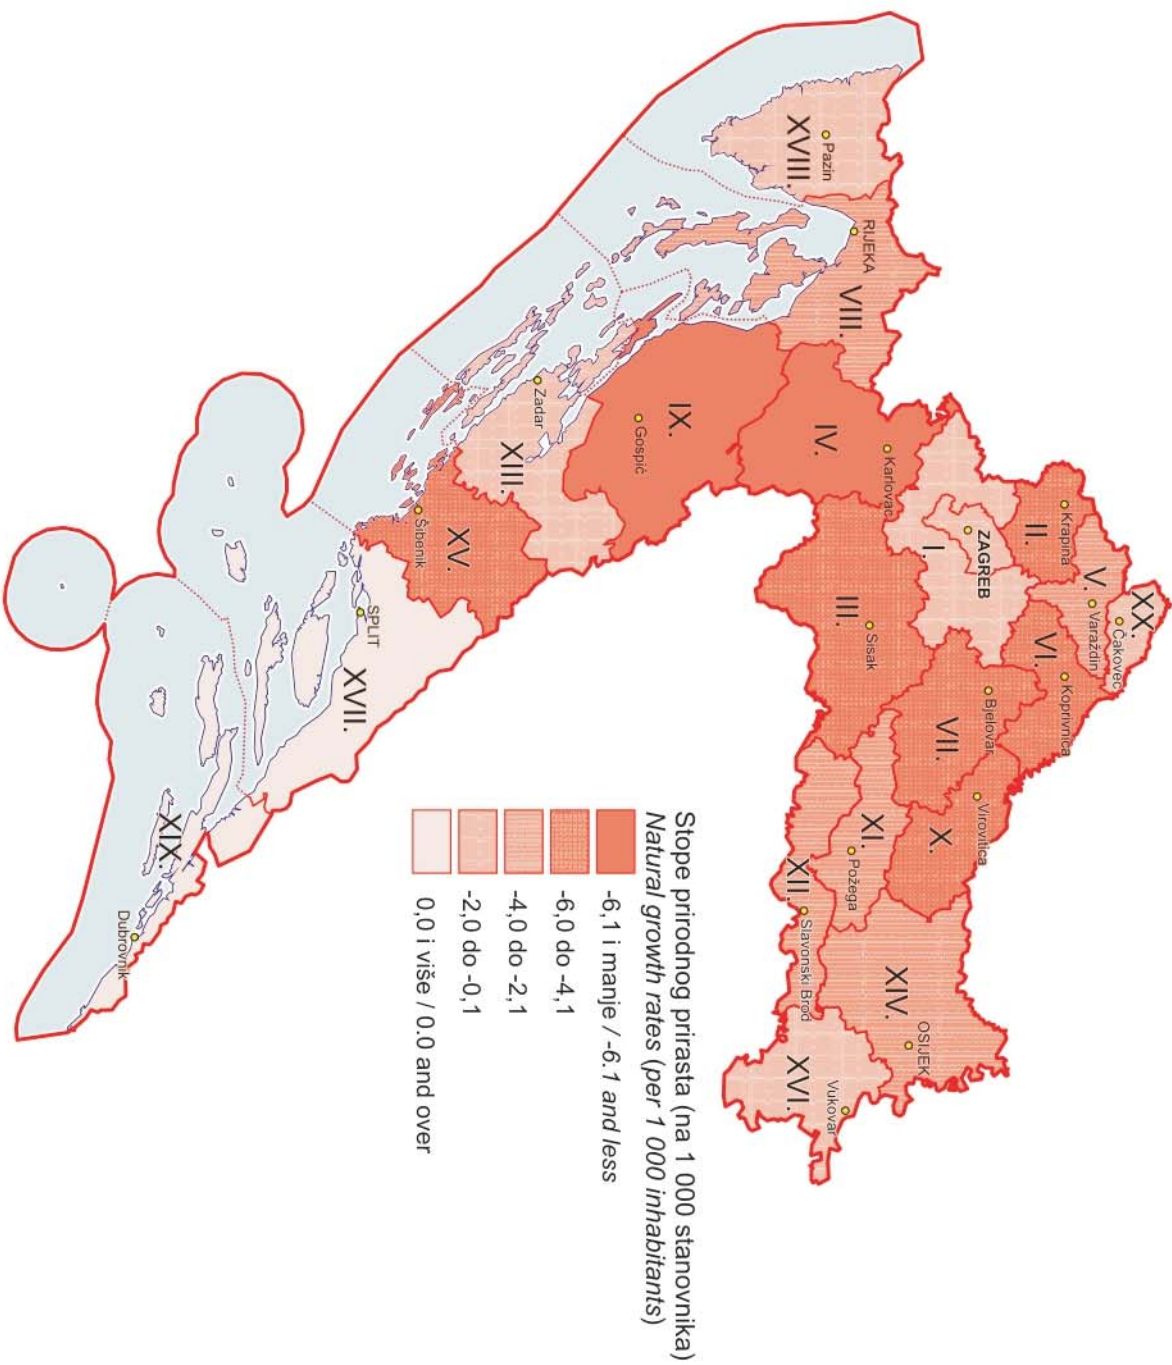 Stope prirodnog prirasta (na 1 000 stanovnika)
Natural growth rates (per 1 000 inhabitants)
-6,1 i manje / -6.1 and less
-6,0 do -4,1
-4,0 do -2,1
-2,0 do -0,1
0,0 i više / 0.0 and over
XX.
Čakovec
V.
Varaždin
Krapina
II.
VI.
Koprivnica
ZAGREB
I.
Bjelovar
VII.
Virovitica
X.
Karlovac
IV.
Sisak
III.
RIJEKA
VIII.
Pazin
XVIII.
XI.
Požega
XII.
Slavonski Brod
XIV.
OSIJEK
XVI.
Vukovar
IX.
Gospić
Zadar
XIII.
XV.
Šibenik
SPLIT
XVII.
XIX.
Dubrovnik